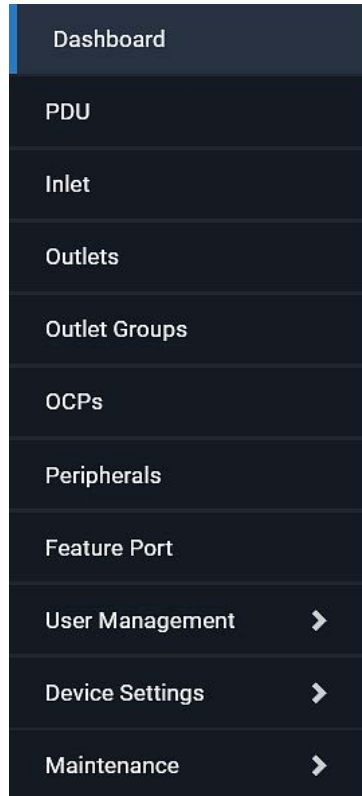 Dashboard
PDU
Inlet
Outlets
Outlet Groups
OCPs
Peripherals
Feature Port
User Management
Device Settings
Maintenance